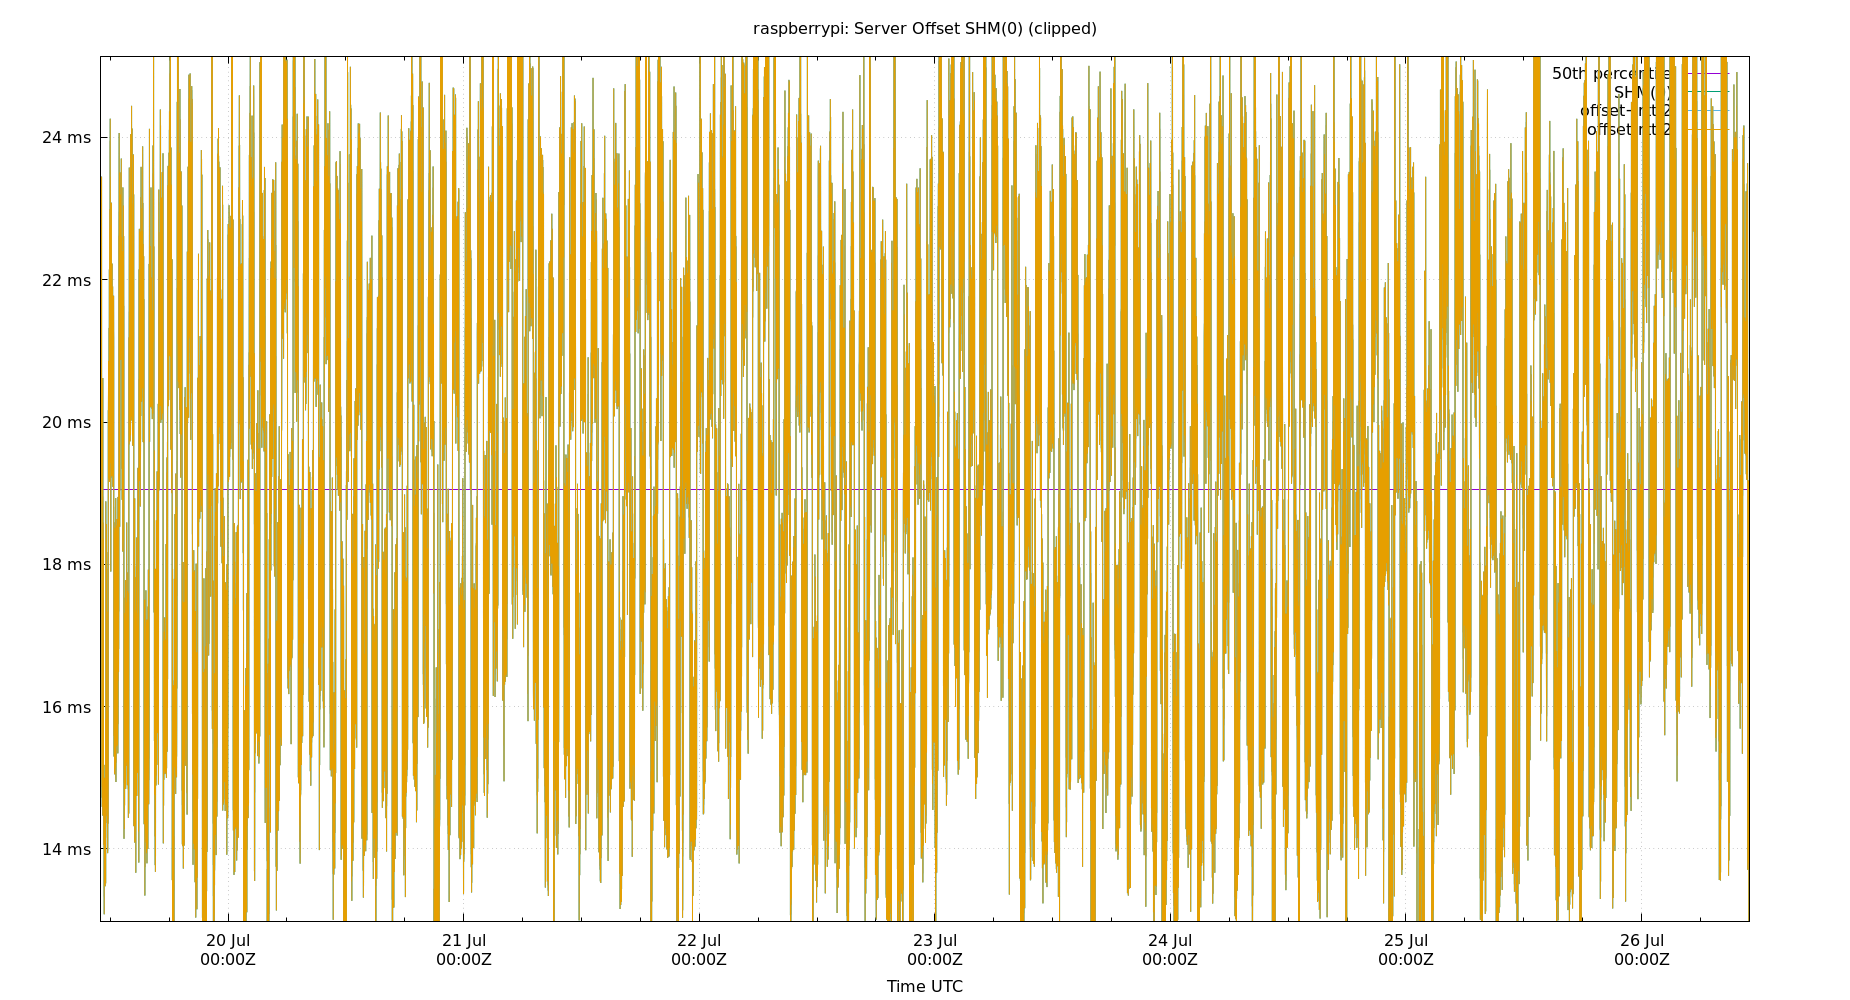 raspberrypi: Server Offset SHM(0) (clipped)
50th percentile
SHM(0)
24 ms
22 ms
20 ms
18 ms
16 ms
14 ms
20 Jul
00:00Z
21 Jul
00:00Z
22 Jul
00:00Z
23 Jul
00:00Z
24 Jul
00:00Z
25 Jul
00:00Z
26 Jul
00:00Z
Time UTC